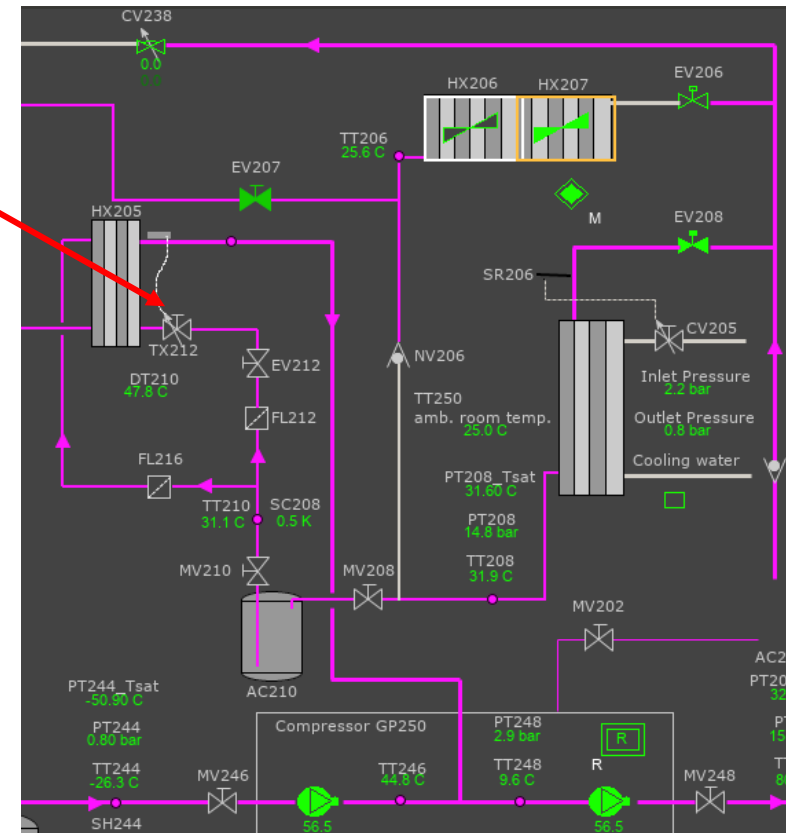 CV238
0.0
0.0
HX206
HX207
EV206
TT206
25.6 C
EV207
HX205
M
EV208
SR206
TX212
CV205
EV212
NV206
DT210
47.8 C
Inlet Pressure
2.2 bar
TT250
amb. room temp.
25.0 C
Outlet Pressure
0.8 bar
FL212
FL216
Cooling water
PT208_Tsat
31.60 C
TT210
31.1 C
SC208
0.5 K
PT208
14.8 bar
MV210
MV208
TT208
31.9 C
MV202
AC210
PT244_Tsat
-50.90 C
Compressor GP250
PT248
2.9 bar
R
R
PT244
0.80 bar
TT244
-26.3 C
MV246
TT246
44.8 C
TT248
9.6 C
MV248
SH244
56.5
56.5